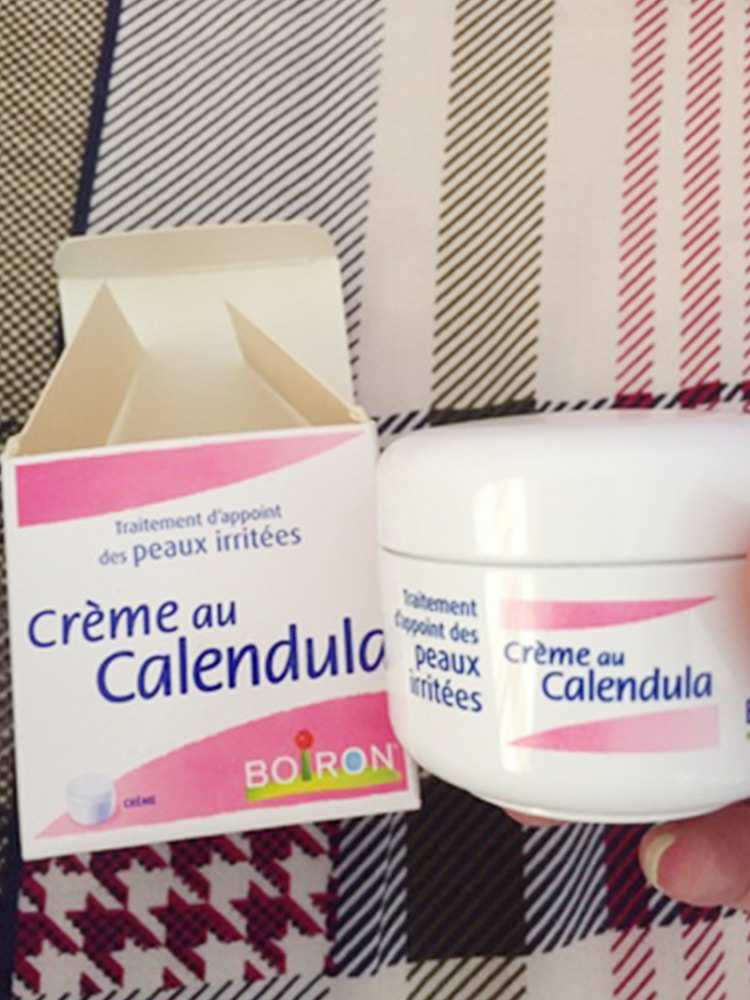 Traitement d'appoint
des peaux irritées
Crème au
Calendula
BOIRON
CRÈME
Traitement
d'appoint des
peaux
irritées
Crème au
Calendula